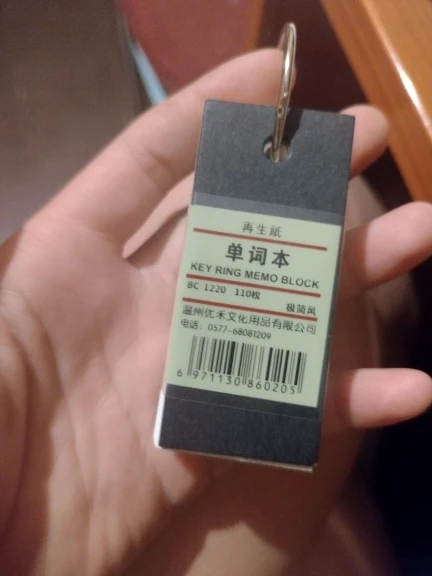 再生紙
单词本
KEY RING MEMO BLOCK
BC 1220 110枚
极简风
温州优禾文化用品有限公司
电话：0577-68081209
6 971130 860205